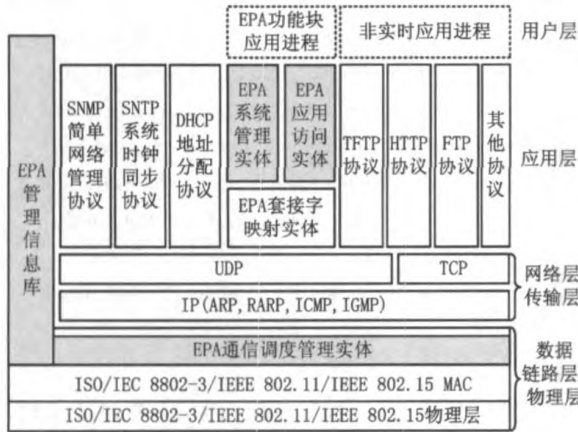 EPA功能块
应用进程
非实时应用进程
用户层
EPA
管
理
信
息
库
SNMP
简单
网络
管理
协议
SNTP
系统
时钟
同步
协议
DHCP
地址
分配
协议
EPA
系统
管理
实体
EPA
应用
访问
实体
EPA套接字
映射实体
TFTP
协议
HTTP
协议
FTP
协议
其
他
协
议
应用层
UDP
TCP
网络层
传输层
IP(ARP,RARP,ICMP,IGMP)
EPA通信调度管理实体
数据
链路层
物理层
ISO/IEC 8802-3/IEEE 802.11/IEEE 802.15 MAC
ISO/IEC 8802-3/IEEE 802.11/IEEE 802.15物理层